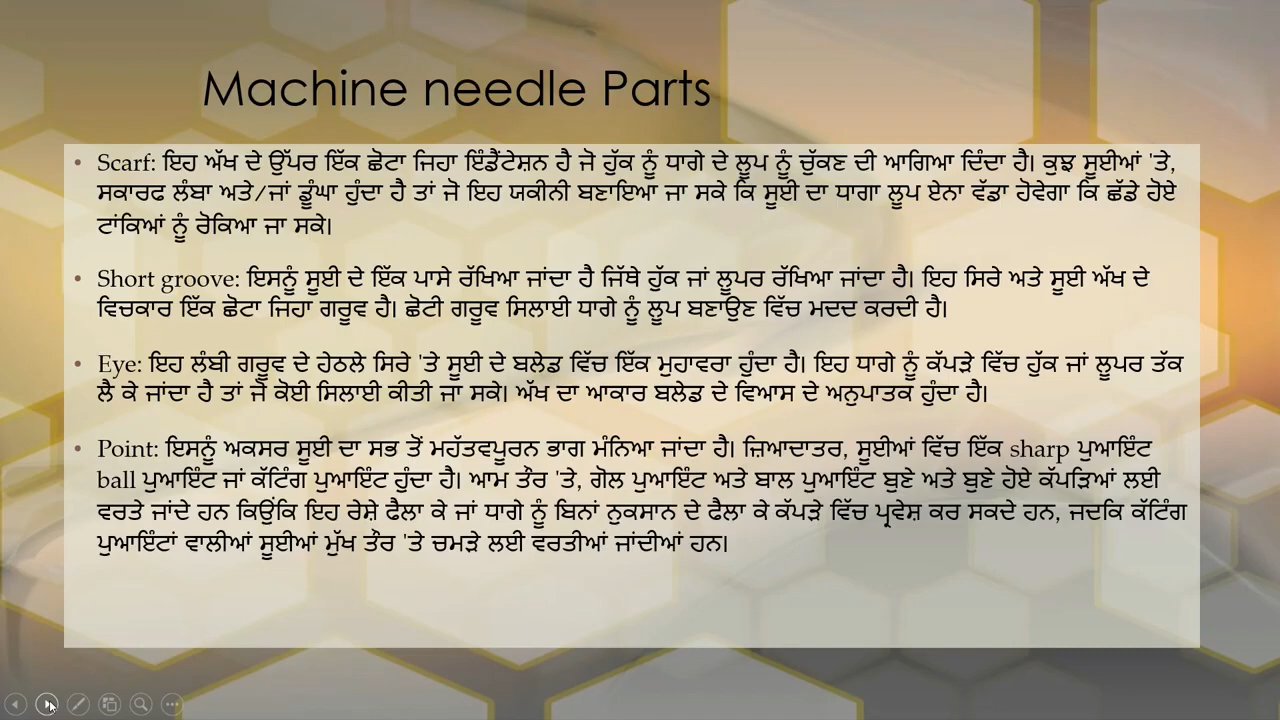 Machine needle Parts
• Scarf: ਇਹ ਅੱਖ ਦੇ ਉੱਪਰ ਇੱਕ ਛੋਟਾ ਜਿਹਾ ਇੰਡੈਂਟੇਸ਼ਨ ਹੈ ਜੋ ਹੁੱਕ ਨੂੰ ਧਾਗੇ ਦੇ ਲੂਪ ਨੂੰ ਚੁੱਕਣ ਦੀ ਆਗਿਆ ਦਿੰਦਾ ਹੈ। ਕੁਝ ਸੂਈਆਂ 'ਤੇ,
ਸਕਾਰਫ ਲੰਬਾ ਅਤੇ/ਜਾਂ ਡੂੰਘਾ ਹੁੰਦਾ ਹੈ ਤਾਂ ਜੋ ਇਹ ਯਕੀਨੀ ਬਣਾਇਆ ਜਾ ਸਕੇ ਕਿ ਸੂਈ ਦਾ ਧਾਗਾ ਲੂਪ ਏਨਾ ਵੱਡਾ ਹੋਵੇਗਾ ਕਿ ਛੱਡੇ ਹੋਏ
ਟਾਂਕਿਆਂ ਨੂੰ ਰੋਕਿਆ ਜਾ ਸਕੇ।
• Short groove: ਇਸਨੂੰ ਸੂਈ ਦੇ ਇੱਕ ਪਾਸੇ ਰੱਖਿਆ ਜਾਂਦਾ ਹੈ ਜਿੱਥੇ ਹੁੱਕ ਜਾਂ ਲੂਪਰ ਰੱਖਿਆ ਜਾਂਦਾ ਹੈ। ਇਹ ਸਿਰੇ ਅਤੇ ਸੂਈ ਅੱਖ ਦੇ
ਵਿਚਕਾਰ ਇੱਕ ਛੋਟਾ ਜਿਹਾ ਗਰੂਵ ਹੈ। ਛੋਟੀ ਗਰੂਵ ਸਿਲਾਈ ਧਾਗੇ ਨੂੰ ਲੂਪ ਬਣਾਉਣ ਵਿੱਚ ਮਦਦ ਕਰਦੀ ਹੈ।
• Eye: ਇਹ ਲੰਬੀ ਗਰੂਵ ਦੇ ਹੇਠਲੇ ਸਿਰੇ 'ਤੇ ਸੂਈ ਦੇ ਬਲੇਡ ਵਿੱਚ ਇੱਕ ਮੁਹਾਵਰਾ ਹੁੰਦਾ ਹੈ। ਇਹ ਧਾਗੇ ਨੂੰ ਕੱਪੜੇ ਵਿੱਚ ਹੁੱਕ ਜਾਂ ਲੂਪਰ ਤੱਕ
ਲੈ ਕੇ ਜਾਂਦਾ ਹੈ ਤਾਂ ਜੋ ਕੋਈ ਸਿਲਾਈ ਕੀਤੀ ਜਾ ਸਕੇ। ਅੱਖ ਦਾ ਆਕਾਰ ਬਲੇਡ ਦੇ ਵਿਆਸ ਦੇ ਅਨੁਪਾਤਕ ਹੁੰਦਾ ਹੈ।
• Point: ਇਸਨੂੰ ਅਕਸਰ ਸੂਈ ਦਾ ਸਭ ਤੋਂ ਮਹੱਤਵਪੂਰਨ ਭਾਗ ਮੰਨਿਆ ਜਾਂਦਾ ਹੈ। ਜ਼ਿਆਦਾਤਰ, ਸੂਈਆਂ ਵਿੱਚ ਇੱਕ sharp ਪੁਆਇੰਟ
ball ਪੁਆਇੰਟ ਜਾਂ ਕੱਟਿੰਗ ਪੁਆਇੰਟ ਹੁੰਦਾ ਹੈ। ਆਮ ਤੌਰ 'ਤੇ, ਗੋਲ ਪੁਆਇੰਟ ਅਤੇ ਬਾਲ ਪੁਆਇੰਟ ਬੁਣੇ ਅਤੇ ਬੁਣੇ ਹੋਏ ਕੱਪੜਿਆਂ ਲਈ
ਵਰਤੇ ਜਾਂਦੇ ਹਨ ਕਿਉਂਕਿ ਇਹ ਰੇਸ਼ੇ ਫੈਲਾ ਕੇ ਜਾਂ ਧਾਗੇ ਨੂੰ ਬਿਨਾਂ ਨੁਕਸਾਨ ਦੇ ਫੈਲਾ ਕੇ ਕੱਪੜੇ ਵਿੱਚ ਪ੍ਰਵੇਸ਼ ਕਰ ਸਕਦੇ ਹਨ, ਜਦਕਿ ਕੱਟਿੰਗ
ਪੁਆਇੰਟਾਂ ਵਾਲੀਆਂ ਸੂਈਆਂ ਮੁੱਖ ਤੌਰ 'ਤੇ ਚਮੜੇ ਲਈ ਵਰਤੀਆਂ ਜਾਂਦੀਆਂ ਹਨ।